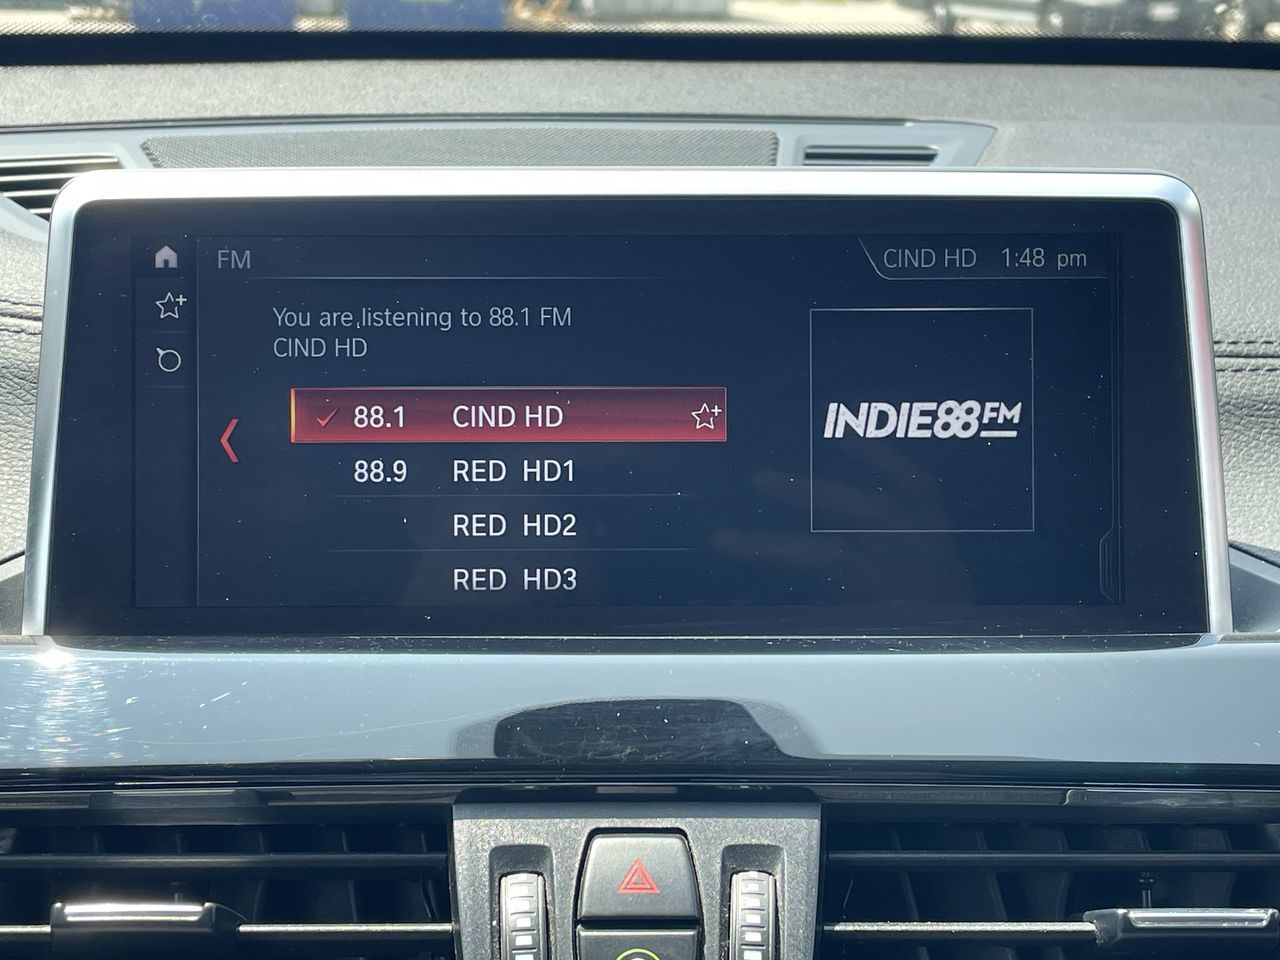 FM
CIND HD 1:48 pm
You are listening to 88.1 FM
CIND HD
88.1 CIND HD
88.9 RED HD1
RED HD2
RED HD3
INDIE88FM